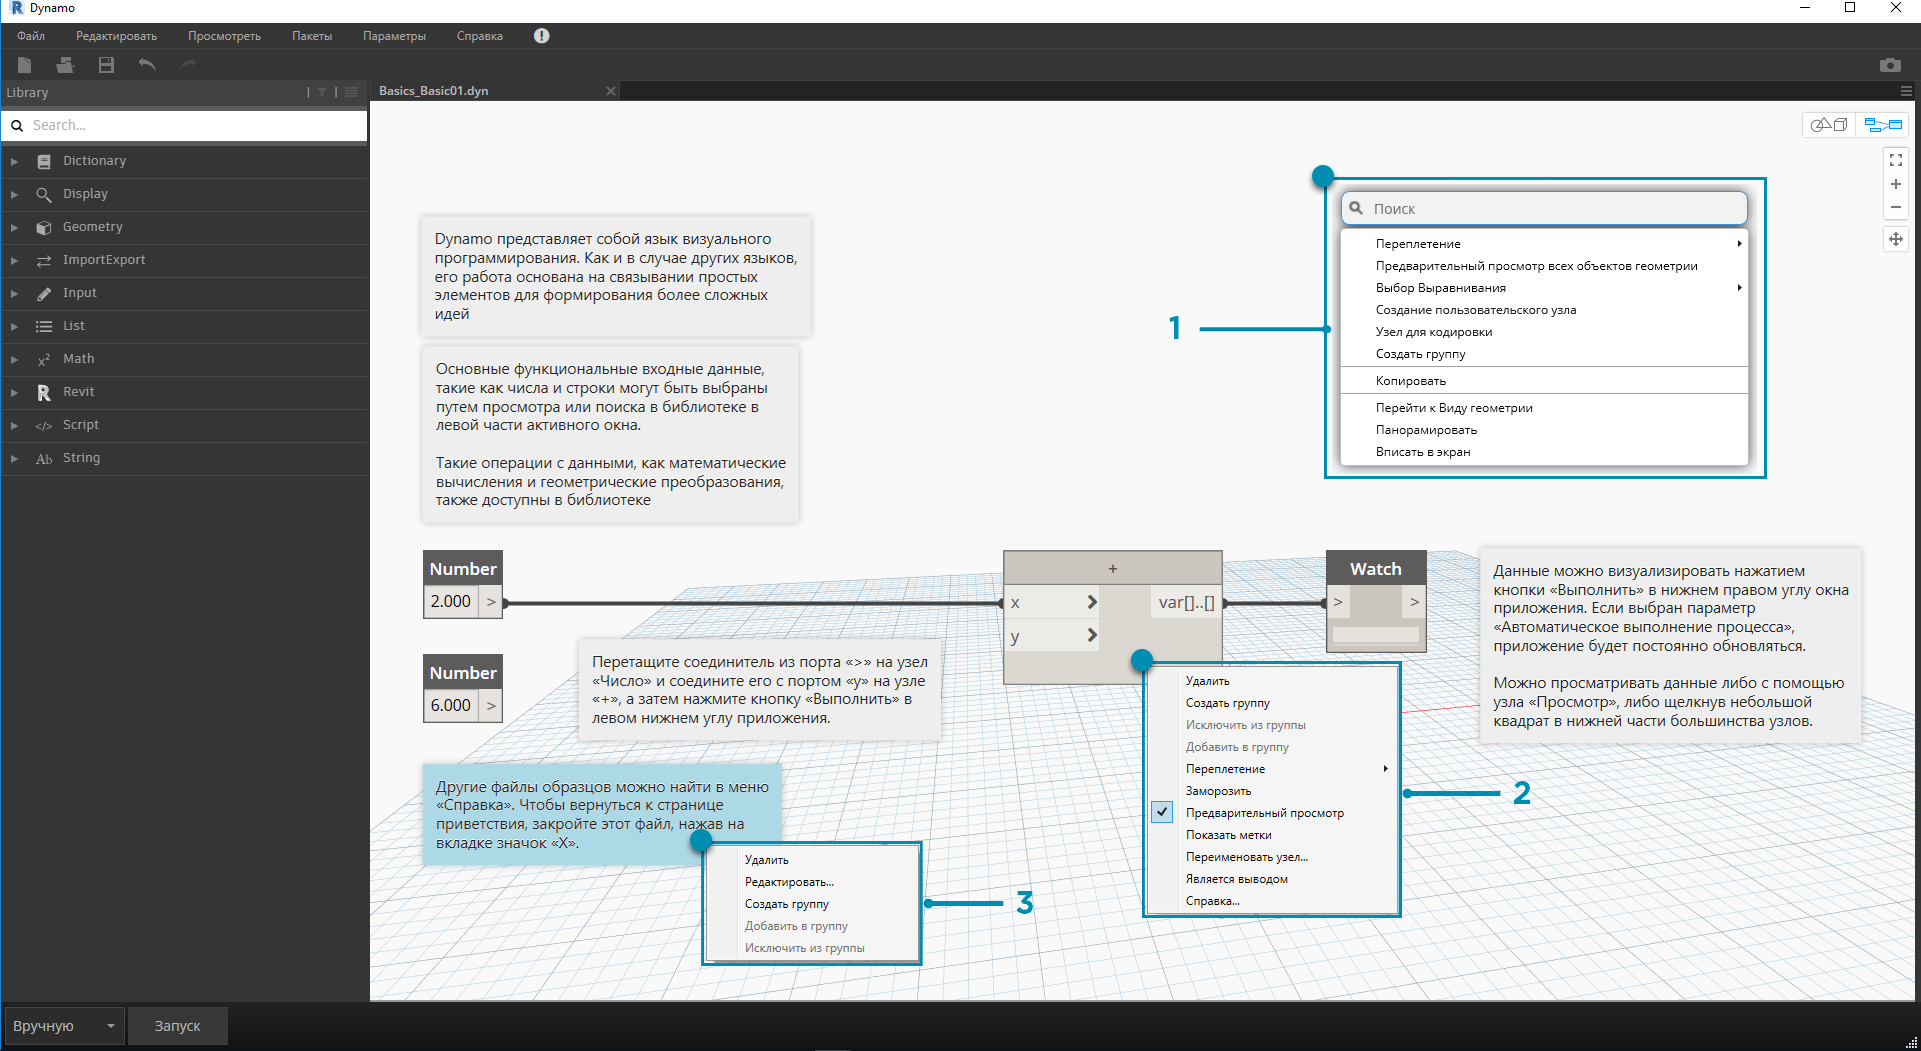 Dynamo
Файл Редактировать Просмотреть Пакеты Параметры Справка
Library
Basics_Basic01.dyn
Search...
Dictionary
Display
Geometry
ImportExport
Input
List
Math
Revit
Script
String
Dynamo представляет собой язык визуального
программирования. Как и в случае других языков,
его работа основана на связывании простых
элементов для формирования более сложных
идей
Основные функциональные входные данные,
такие как числа и строки могут быть выбраны
путем просмотра или поиска в библиотеке в
левой части активного окна.
Такие операции с данными, как математические
вычисления и геометрические преобразования,
также доступны в библиотеке
1
Поиск
Переплетение
Предварительный просмотр всех объектов геометрии
Выбор Выравнивания
Создание пользовательского узла
Узел для кодировки
Создать группу
Копировать
Перейти к Виду геометрии
Панорамировать
Вписать в экран
Number
2.000 >
Number
6.000 >
+
x var[]..[]
y
Watch
> >
Данные можно визуализировать нажатием
кнопки «Выполнить» в нижнем правом углу окна
приложения. Если выбран параметр
«Автоматическое выполнение процесса»,
приложение будет постоянно обновляться.
Можно просматривать данные либо с помощью
узла «Просмотр», либо щелкнув небольшой
квадрат в нижней части большинства узлов.
Перетащите соединитель из порта «>» на узел
«Число» и соедините его с портом «y» на узле
«+», а затем нажмите кнопку «Выполнить» в
левом нижнем углу приложения.
Удалить
Создать группу
Исключить из группы
Добавить в группу
Переплетение
Заморозить
Предварительный просмотр
Показать метки
Переименовать узел...
Является выводом
Справка...
2
Другие файлы образцов можно найти в меню
«Справка». Чтобы вернуться к странице
приветствия, закройте этот файл, нажав на
вкладке значок «X».
Удалить
Редактировать...
Создать группу
Добавить в группу
Исключить из группы
3
Вручную Запуск